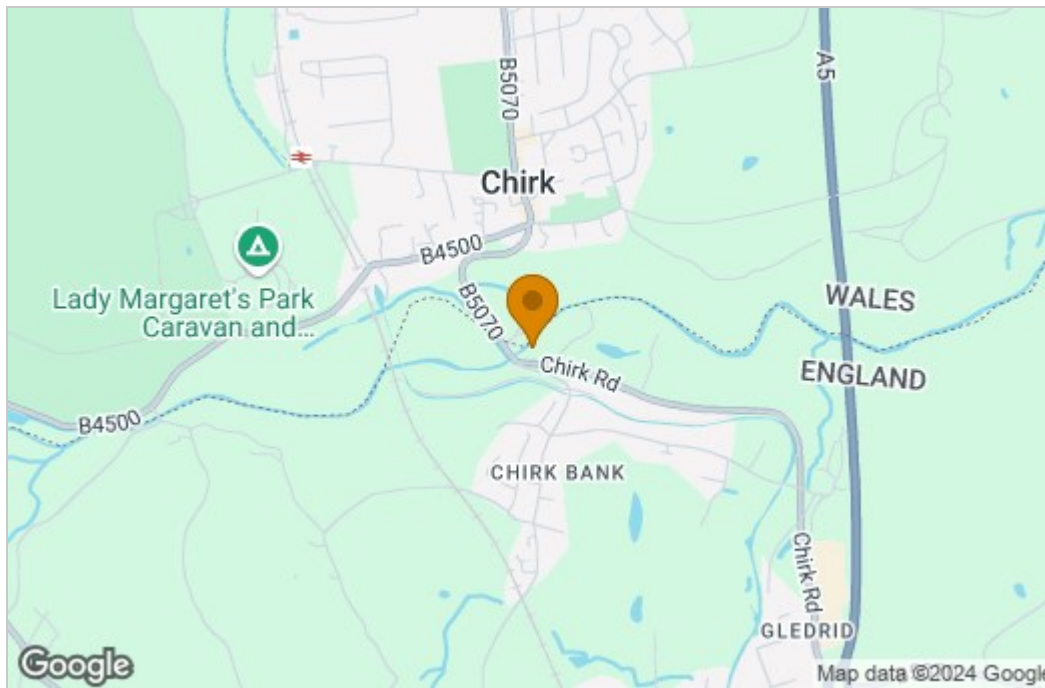 B5070
A5
Chirk
B4500
Lady Margaret's Park
Caravan and...
B5070
WALES
ENGLAND
Chirk Rd
B4500
CHIRK BANK
Chirk Rd
GLEDRID
Google
Map data ©2024 Google